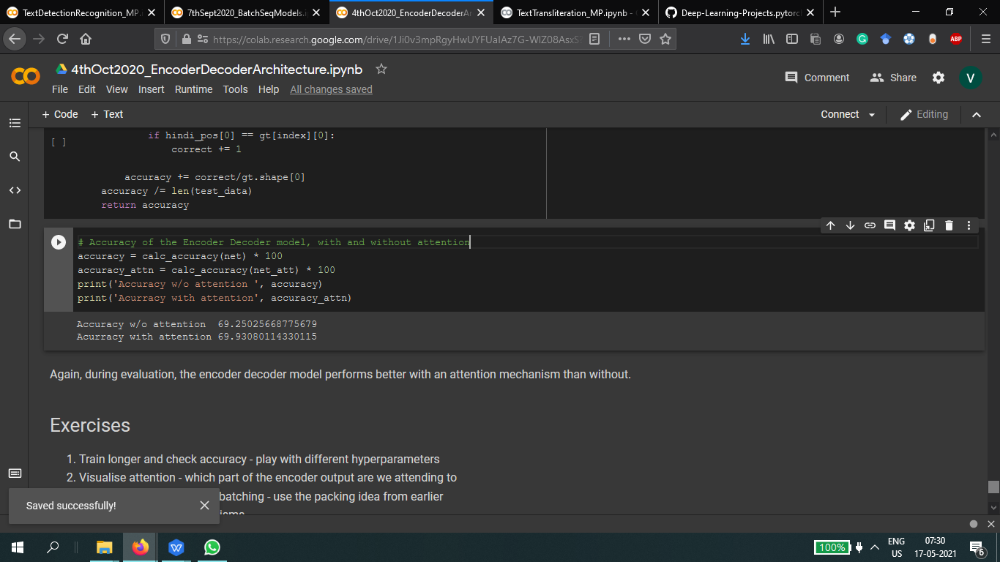 TextDetectionRecognition_MP.i
7thSept2020_BatchSeqModels.i
4thOct2020_EncoderDecoderA
TextTransliteration_MP.ipynb -
Deep-Learning-Projects.pytorc
https://colab.research.google.com/drive/1Ji0v3mpRgyHwUYFUaIAz7G-WlZ08AsxS
ABP
4thOct2020_EncoderDecoderArchitecture.ipynb
Comment
Share
V
File Edit View Insert Runtime Tools Help All changes saved
+ Code + Text
Connect
Editing
[ ]
if hindi_pos[0] == gt[index][0]:
correct += 1
accuracy += correct/gt.shape[0]
accuracy /= len(test_data)
return accuracy
# Accuracy of the Encoder Decoder model, with and without attention
accuracy = calc_accuracy(net) * 100
accuracy_attn = calc_accuracy(net_att) * 100
print('Accuracy w/o attention ', accuracy)
print('Acurracy with attention', accuracy_attn)
Accuracy w/o attention  69.25025668775679
Acurracy with attention 69.93080114330115
Again, during evaluation, the encoder decoder model performs better with an attention mechanism than without.
Exercises
1. Train longer and check accuracy - play with different hyperparameters
2. Visualise attention - which part of the encoder output are we attending to
batching - use the packing idea from earlier
Saved successfully!
100%
ENG
US
07:30
17-05-2021
6